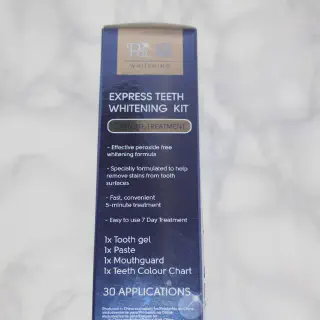 WHITENING
EXPRESS TEETH
WHITENING KIT
TREATMENT
- Effective peroxide free
whitening formula
- Specially formulated to help
remove stains from tooth
surfaces
- Fast, convenient
5-minute treatment
- Easy to use 7 Day Treatment
1x Tooth gel
1x Paste
1x Mouthguard
1x Teeth Colour Chart
30 APPLICATIONS